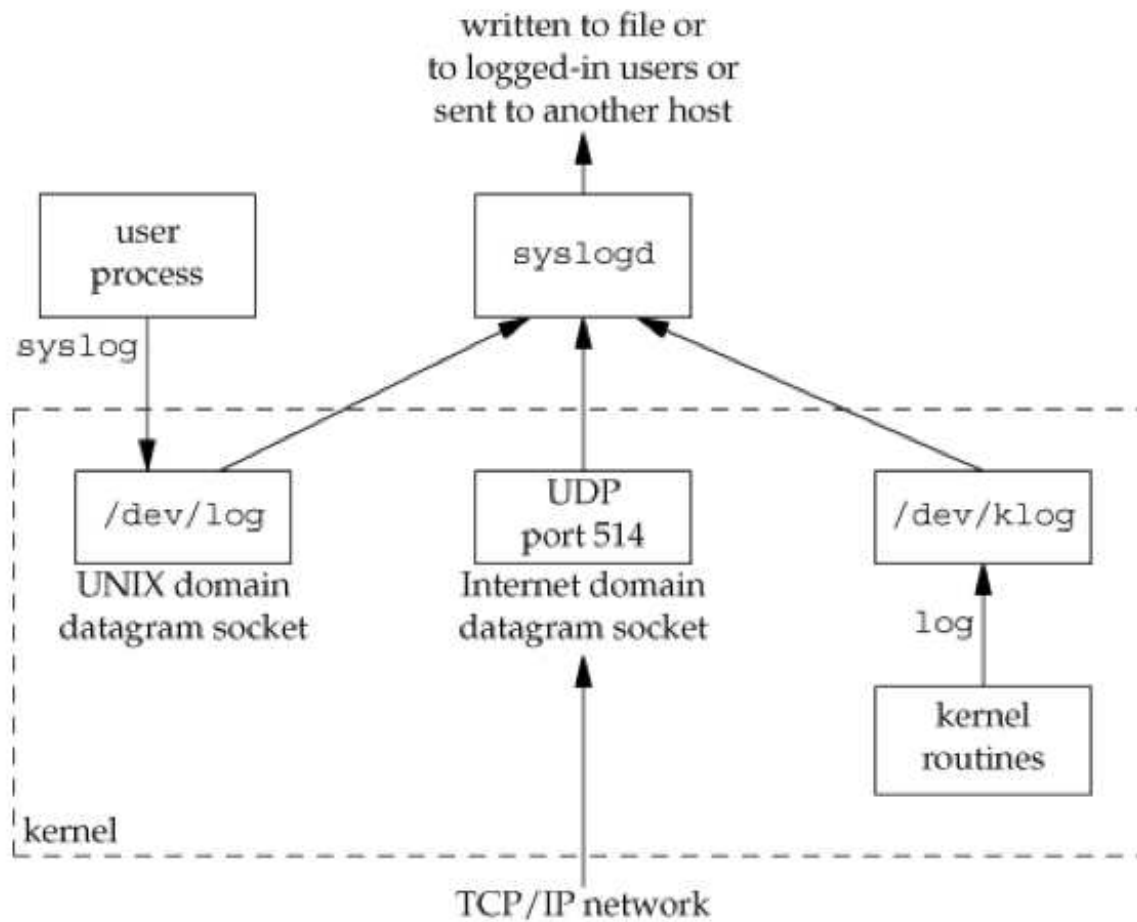 written to file or
to logged-in users or
sent to another host
user
process
syslogd
syslog
/dev/log
UNIX domain
datagram socket
UDP
port 514
Internet domain
datagram socket
/dev/klog
log
kernel
routines
kernel
TCP/IP network